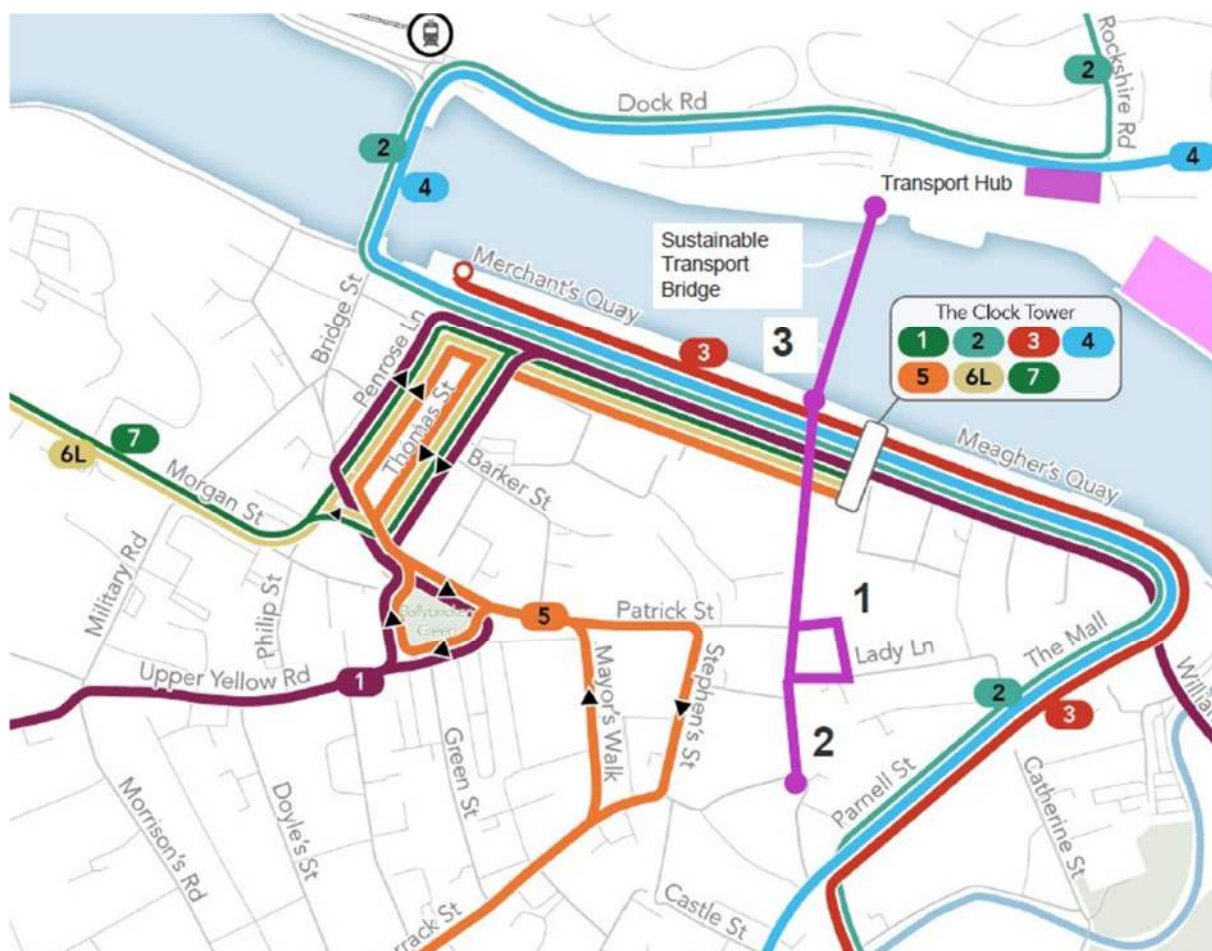 2
Rockshire Rd
Dock Rd
2
4
4
Transport Hub
Sustainable
Transport
Bridge
Merchant's Quay
3
3
The Clock Tower
1 2 3 4
5 6L 7
Bridge St
Penrose Ln
Thomas St
Barker St
Meagher's Quay
7
6L
Morgan St
Military Rd
Philip St
Green
5
Patrick St
1
Lady Ln
The Mall
Upper Yellow Rd
1
Mayor's Walk
Stephen's St
2
2
3
Green St
Parnell St
Catherine St
Morrison's Rd
Doyle's St
Castle St